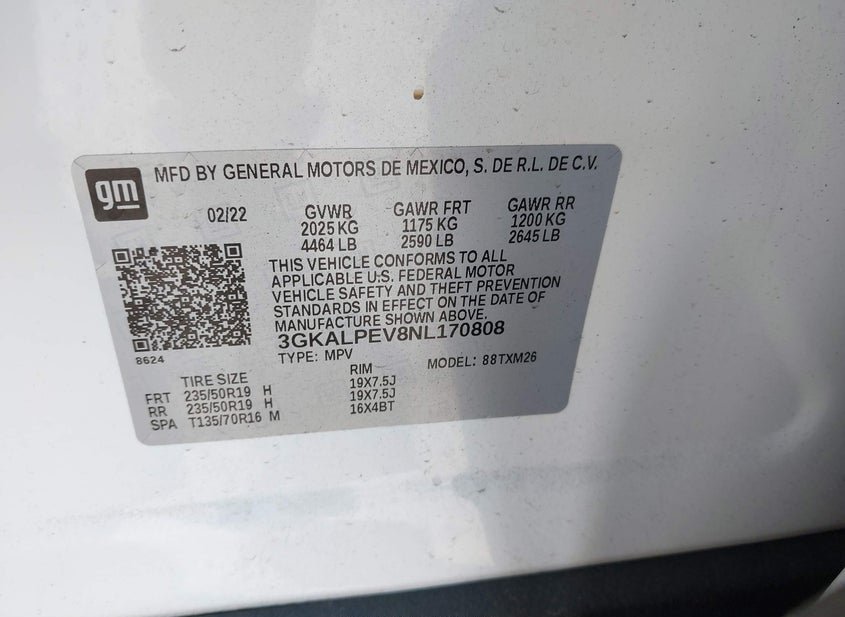 gm
MFD BY GENERAL MOTORS DE MEXICO, S. DE R.L. DE C.V.
02/22 GVWR GAWR FRT GAWR RR
2025 KG 1175 KG 1200 KG
4464 LB 2590 LB 2645 LB
THIS VEHICLE CONFORMS TO ALL
APPLICABLE U.S. FEDERAL MOTOR
VEHICLE SAFETY AND THEFT PREVENTION
STANDARDS IN EFFECT ON THE DATE OF
MANUFACTURE SHOWN ABOVE.
3GKALPEV8NL170808
8624
TYPE: MPV MODEL: 88TXM26
TIRE SIZE RIM
FRT 235/50R19 H 19X7.5J
RR 235/50R19 H 19X7.5J
SPA T135/70R16 M 16X4BT